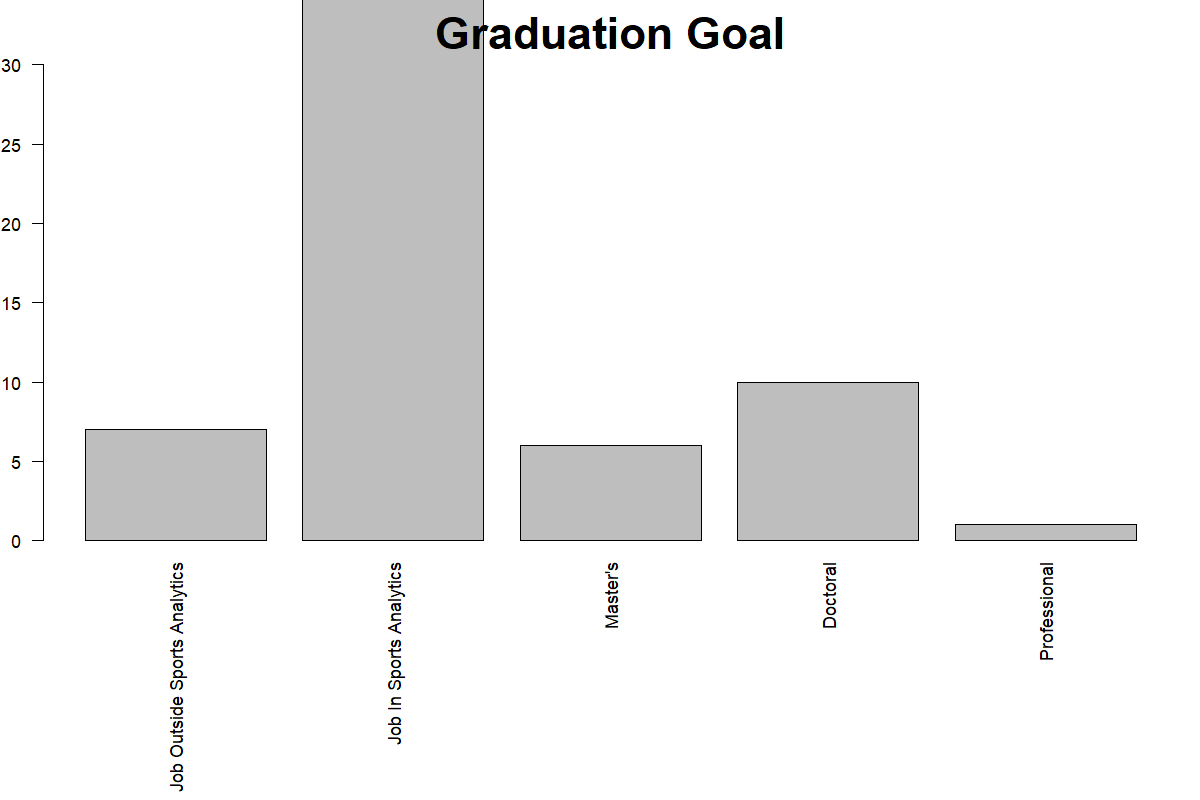 Graduation Goal
30
25
20
15
10
5
0
Job Outside Sports Analytics
Job In Sports Analytics
Master's
Doctoral
Professional